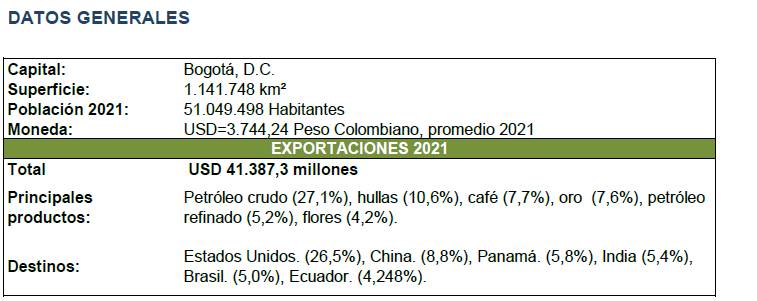 DATOS GENERALES
Capital: Bogotá, D.C.
Superficie: 1.141.748 km²
Población 2021: 51.049.498 Habitantes
Moneda: USD=3.744,24 Peso Colombiano, promedio 2021
EXPORTACIONES 2021
Total USD 41.387,3 millones
Principales productos: Petróleo crudo (27,1%), hullas (10,6%), café (7,7%), oro (7,6%), petróleo
refinado (5,2%), flores (4,2%).
Destinos: Estados Unidos. (26,5%), China. (8,8%), Panamá. (5,8%), India (5,4%),
Brasil. (5,0%), Ecuador. (4,248%).